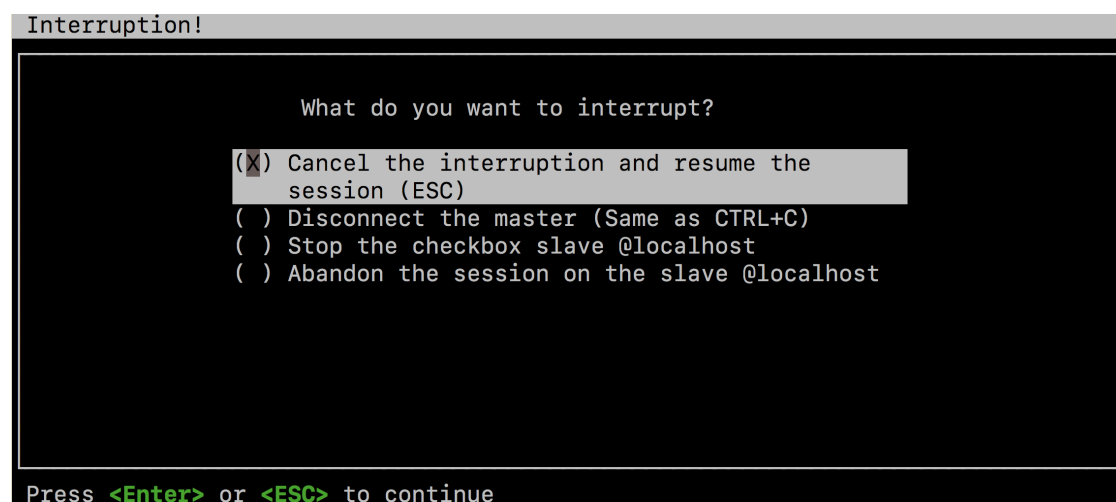 Interruption!
What do you want to interrupt?
(X) Cancel the interruption and resume the
session (ESC)
( ) Disconnect the master (Same as CTRL+C)
( ) Stop the checkbox slave @localhost
( ) Abandon the session on the slave @localhost
Press <Enter> or <ESC> to continue